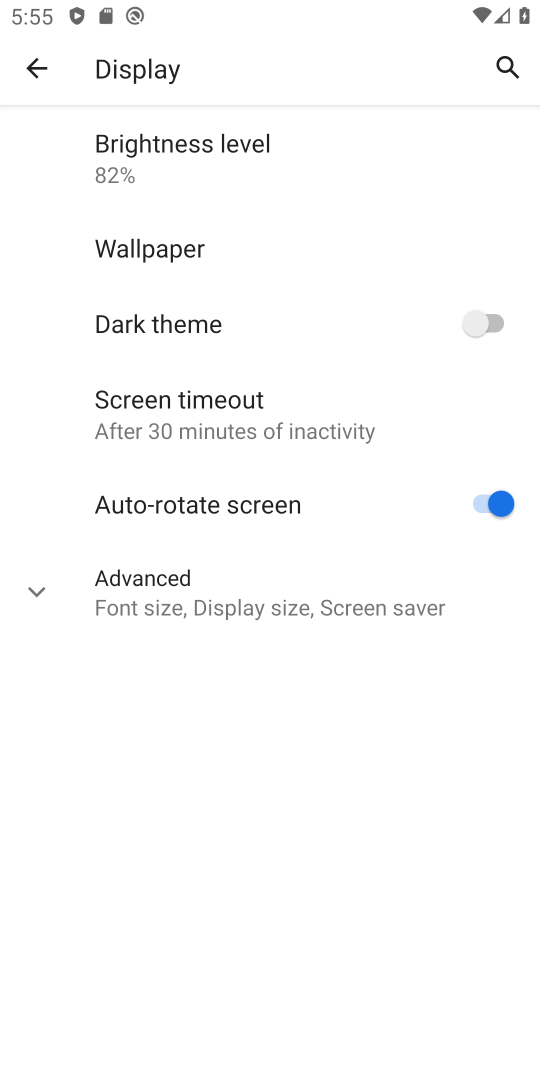 5:55
Display
Brightness level
82%
Wallpaper
Dark theme
Screen timeout
After 30 minutes of inactivity
Auto-rotate screen
Advanced
Font size, Display size, Screen saver